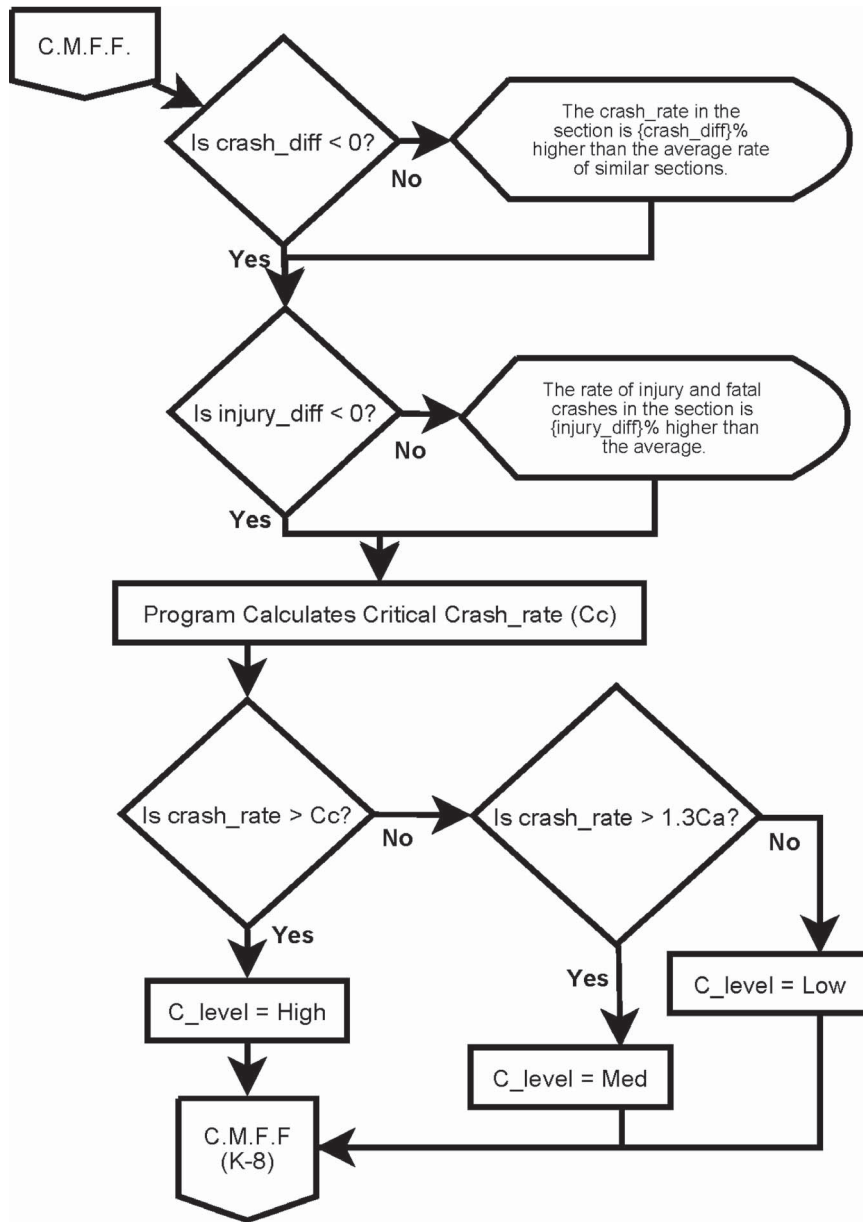 C.M.F.F.
Is crash_diff < 0?
No
The crash_rate in the
section is {crash_diff}%
higher than the average rate
of similar sections.
Yes
Is injury_diff < 0?
No
The rate of injury and fatal
crashes in the section is
{injury_diff}% higher than
the average.
Yes
Program Calculates Critical Crash_rate (Cc)
Is crash_rate > Cc?
No
Is crash_rate > 1.3Ca?
No
Yes
C_level = High
Yes
C_level = Med
C_level = Low
C.M.F.F
(K-8)